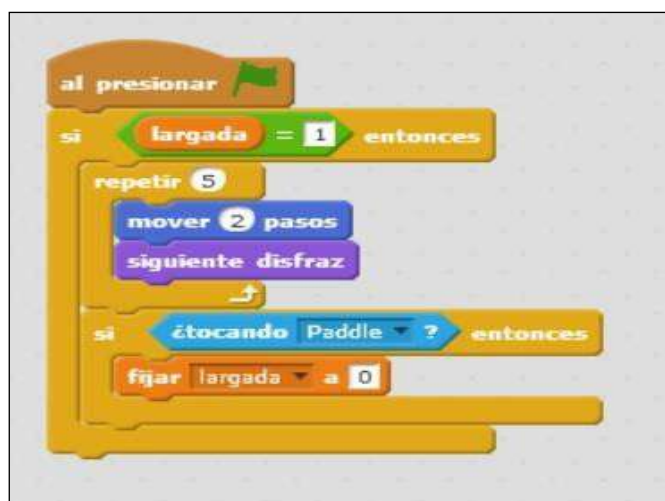 al presionar
si largada = 1 entonces
repetir 5
mover 2 pasos
siguiente disfraz
si ¿tocando Paddle ? entonces
fijar largada a 0